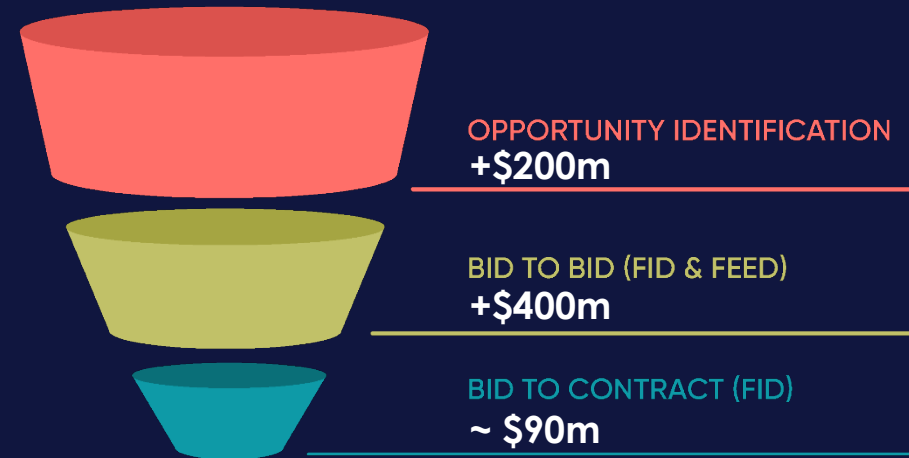 OPPORTUNITY IDENTIFICATION
+$200m
BID TO BID (FID & FEED)
+$400m
BID TO CONTRACT (FID)
~ $90m